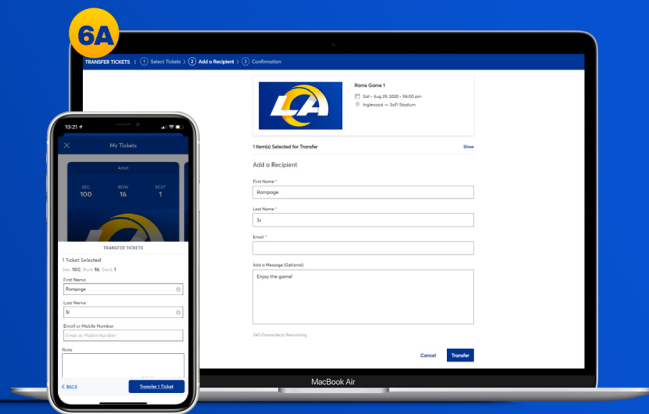 6A
TRANSFER TICKETS | 1 Select Tickets > 2 Add a Recipient > 3 Confirmation
LA
Rams Game 1
Sat - Aug 29, 2020 - 06:00 pm
Inglewood — SoFi Stadium
1 Item(s) Selected for Transfer
Show
Add a Recipient
First Name *
Rampage
Last Name *
Sr
Email *
Add a Message (Optional)
Enjoy the game!
Character(s) Remaining
Cancel
Transfer
MacBook Air
10:21
My Tickets
SEC ROW SEAT
100 16 1
TRANSFER TICKETS
1 Ticket Selected
Sec 100, Row 16, Seat 1
First Name
Rampage
Last Name
Sr
Email or Mobile Number
Email or Mobile Number
Note
< BACK
Transfer 1 Ticket